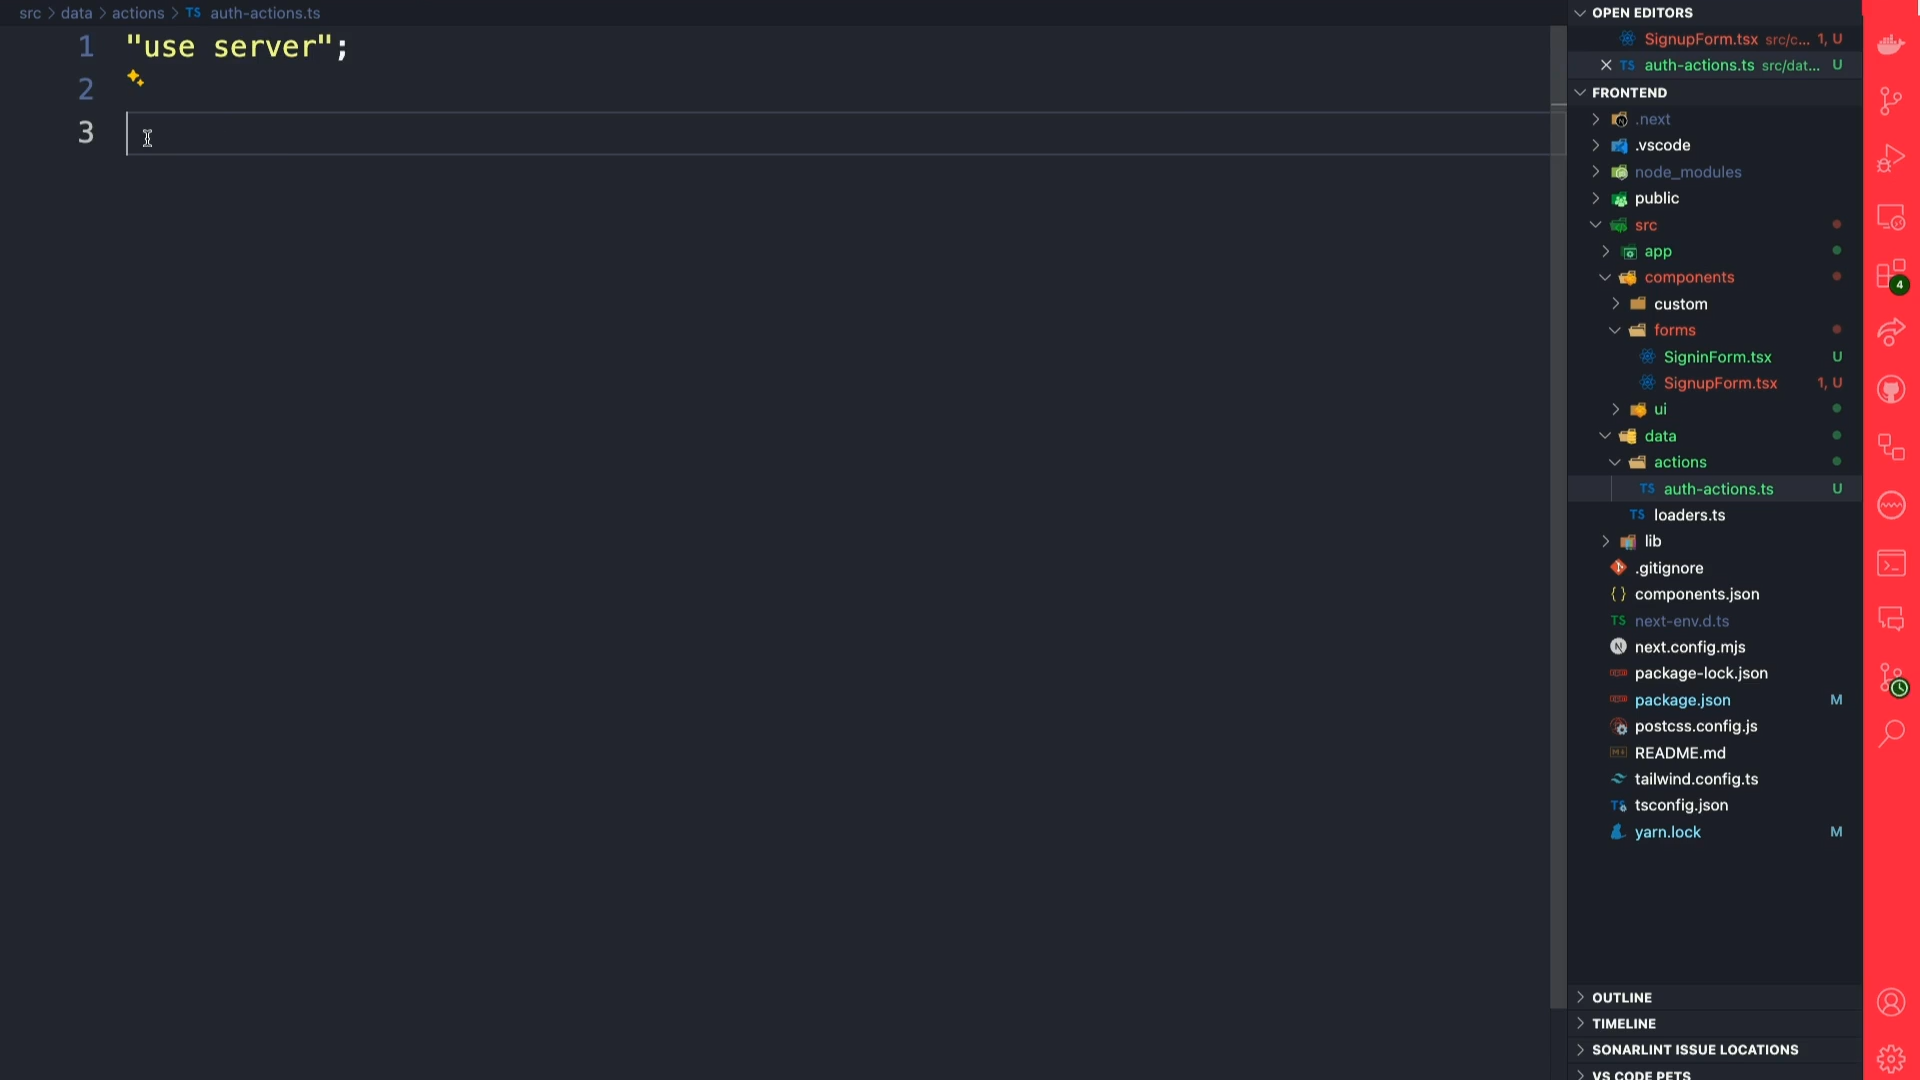 src > data > actions > TS auth-actions.ts
1 "use server";
2
3
OPEN EDITORS
SignupForm.tsx src/c... 1, U
TS auth-actions.ts src/dat... U
FRONTEND
.next
.vscode
node_modules
public
src
app
components
custom
forms
SigninForm.tsx U
SignupForm.tsx 1, U
ui
data
actions
TS auth-actions.ts U
TS loaders.ts
lib
.gitignore
{} components.json
TS next-env.d.ts
N next.config.mjs
package-lock.json
package.json M
postcss.config.js
README.md
tailwind.config.ts
TS tsconfig.json
yarn.lock M
OUTLINE
TIMELINE
SONARLINT ISSUE LOCATIONS
VS CODE PETS
4